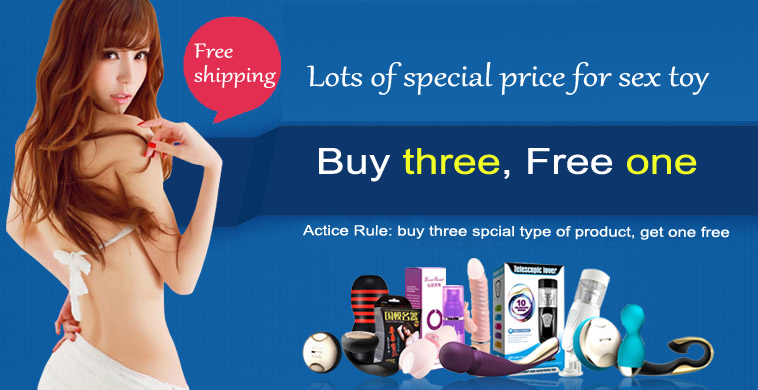 Free
shipping
Lots of special price for sex toy
Buy three, Free one
Actice Rule: buy three spcial type of product, get one free
Telescopic lover
10